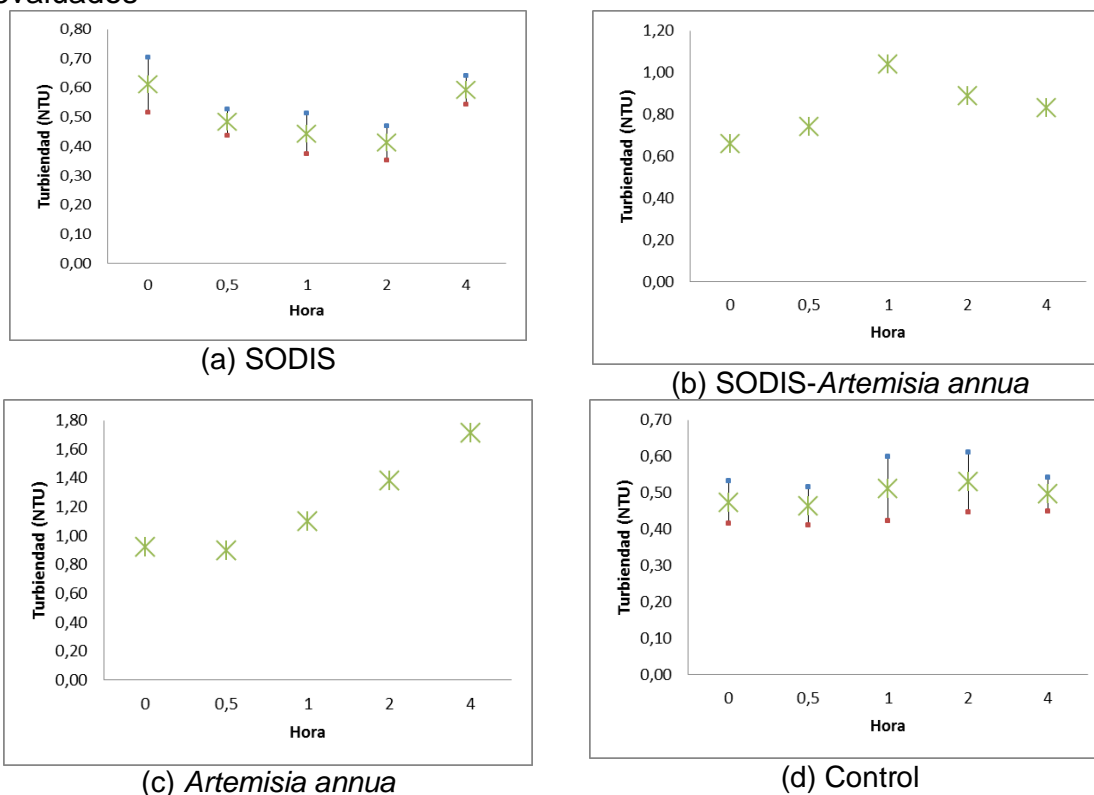 evaluados
0,80
0,70
0,60
0,50
0,40
0,30
0,20
0,10
0,00
Turbiendad (NTU)
0 0,5 1 2 4
Hora
(a) SODIS
1,20
1,00
0,80
0,60
0,40
0,20
0,00
Turbiendad (NTU)
0 0,5 1 2 4
Hora
(b) SODIS-Artemisia annua
1,80
1,60
1,40
1,20
1,00
0,80
0,60
0,40
0,20
0,00
Turbiendad (NTU)
0 0,5 1 2 4
Hora
(c) Artemisia annua
0,70
0,60
0,50
0,40
0,30
0,20
0,10
0,00
Turbiendad (NTU)
0 0,5 1 2 4
Hora
(d) Control